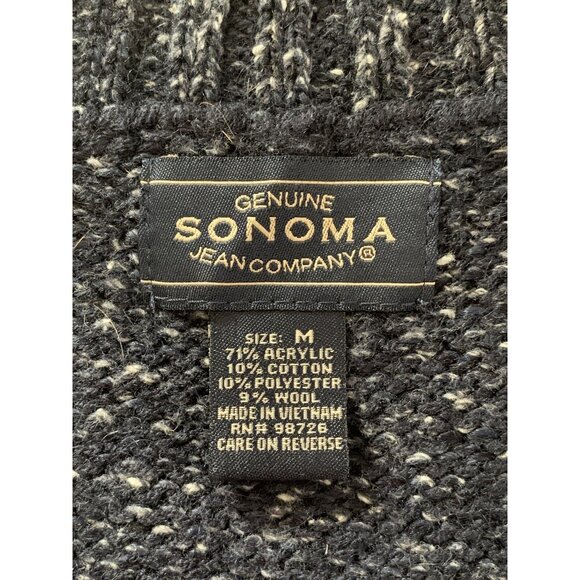 GENUINE
SONOMA
JEAN COMPANY®
SIZE: M
71% ACRYLIC
10% COTTON
10% POLYESTER
9% WOOL
MADE IN VIETNAM
RN# 98726
CARE ON REVERSE